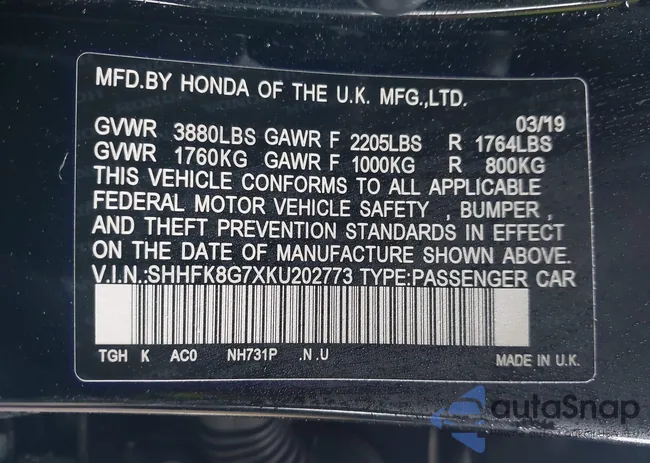 MFD.BY HONDA OF THE U.K. MFG.,LTD.
03/19
GVWR 3880LBS GAWR F 2205LBS R 1764LBS
GVWR 1760KG GAWR F 1000KG R 800KG
THIS VEHICLE CONFORMS TO ALL APPLICABLE
FEDERAL MOTOR VEHICLE SAFETY , BUMPER ,
AND THEFT PREVENTION STANDARDS IN EFFECT
ON THE DATE OF MANUFACTURE SHOWN ABOVE.
V.I.N.:SHHFK8G7XKU202773 TYPE:PASSENGER CAR
TGH K AC0 NH731P .N.U MADE IN U.K.
autoSnap